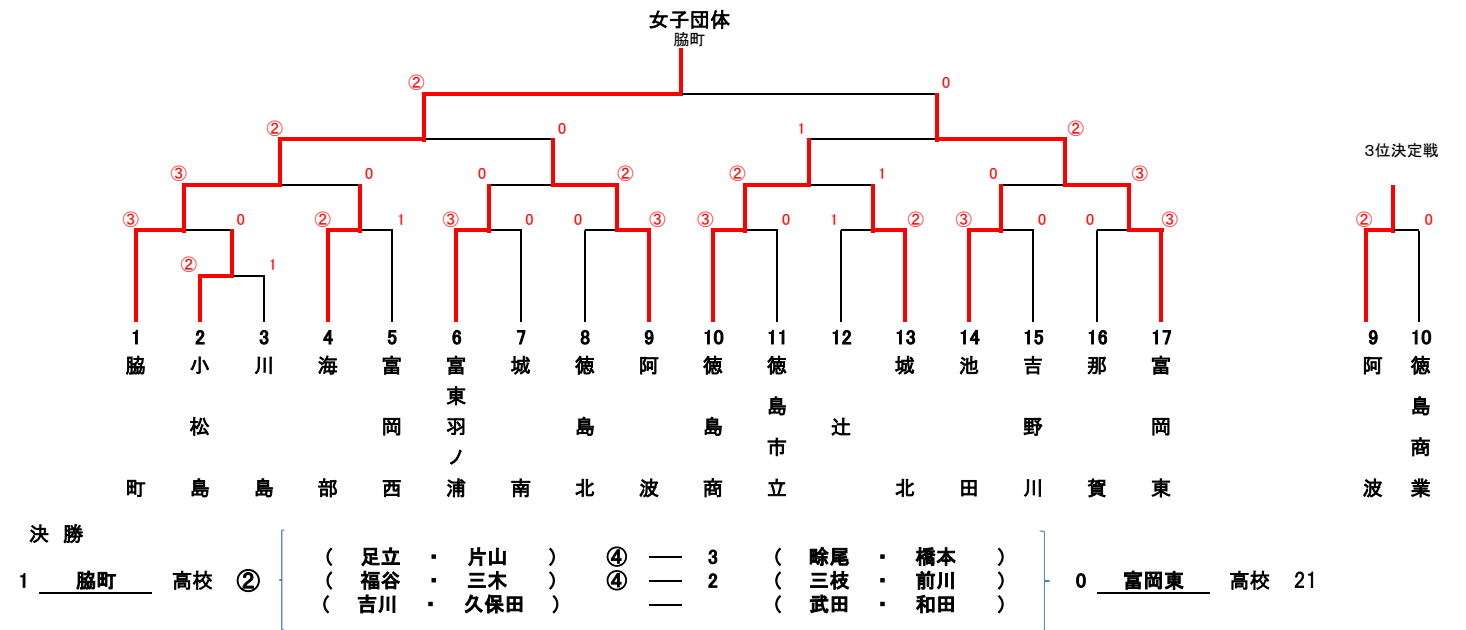 女子団体
脇町
② 0
② 0 1 ②
3位決定戦
③ 0 0 ② ② 1 0 ③
③ 0 ② 1 ③ 0 0 ③ ③ 0 1 ② ③ 0 0 ③ ② 0
② 1
1 2 3 4 5 6 7 8 9 10 11 12 13 14 15 16 17 9 10
脇町
小松島
川島
海部
富岡西
富東羽ノ浦
城南
徳島北
阿波
徳島商
徳島市立
辻
城北
池田
吉野川
那賀
富岡東
阿波
徳島商業
決 勝
( 足立 ・ 片山 ) ④ — 3 ( 睒尾 ・ 橋本 )
1 脇町 高校 ② ( 福谷 ・ 三木 ) ④ — 2 ( 三枝 ・ 前川 ) 0 富岡東 高校 21
( 吉川 ・ 久保田 ) — ( 武田 ・ 和田 )